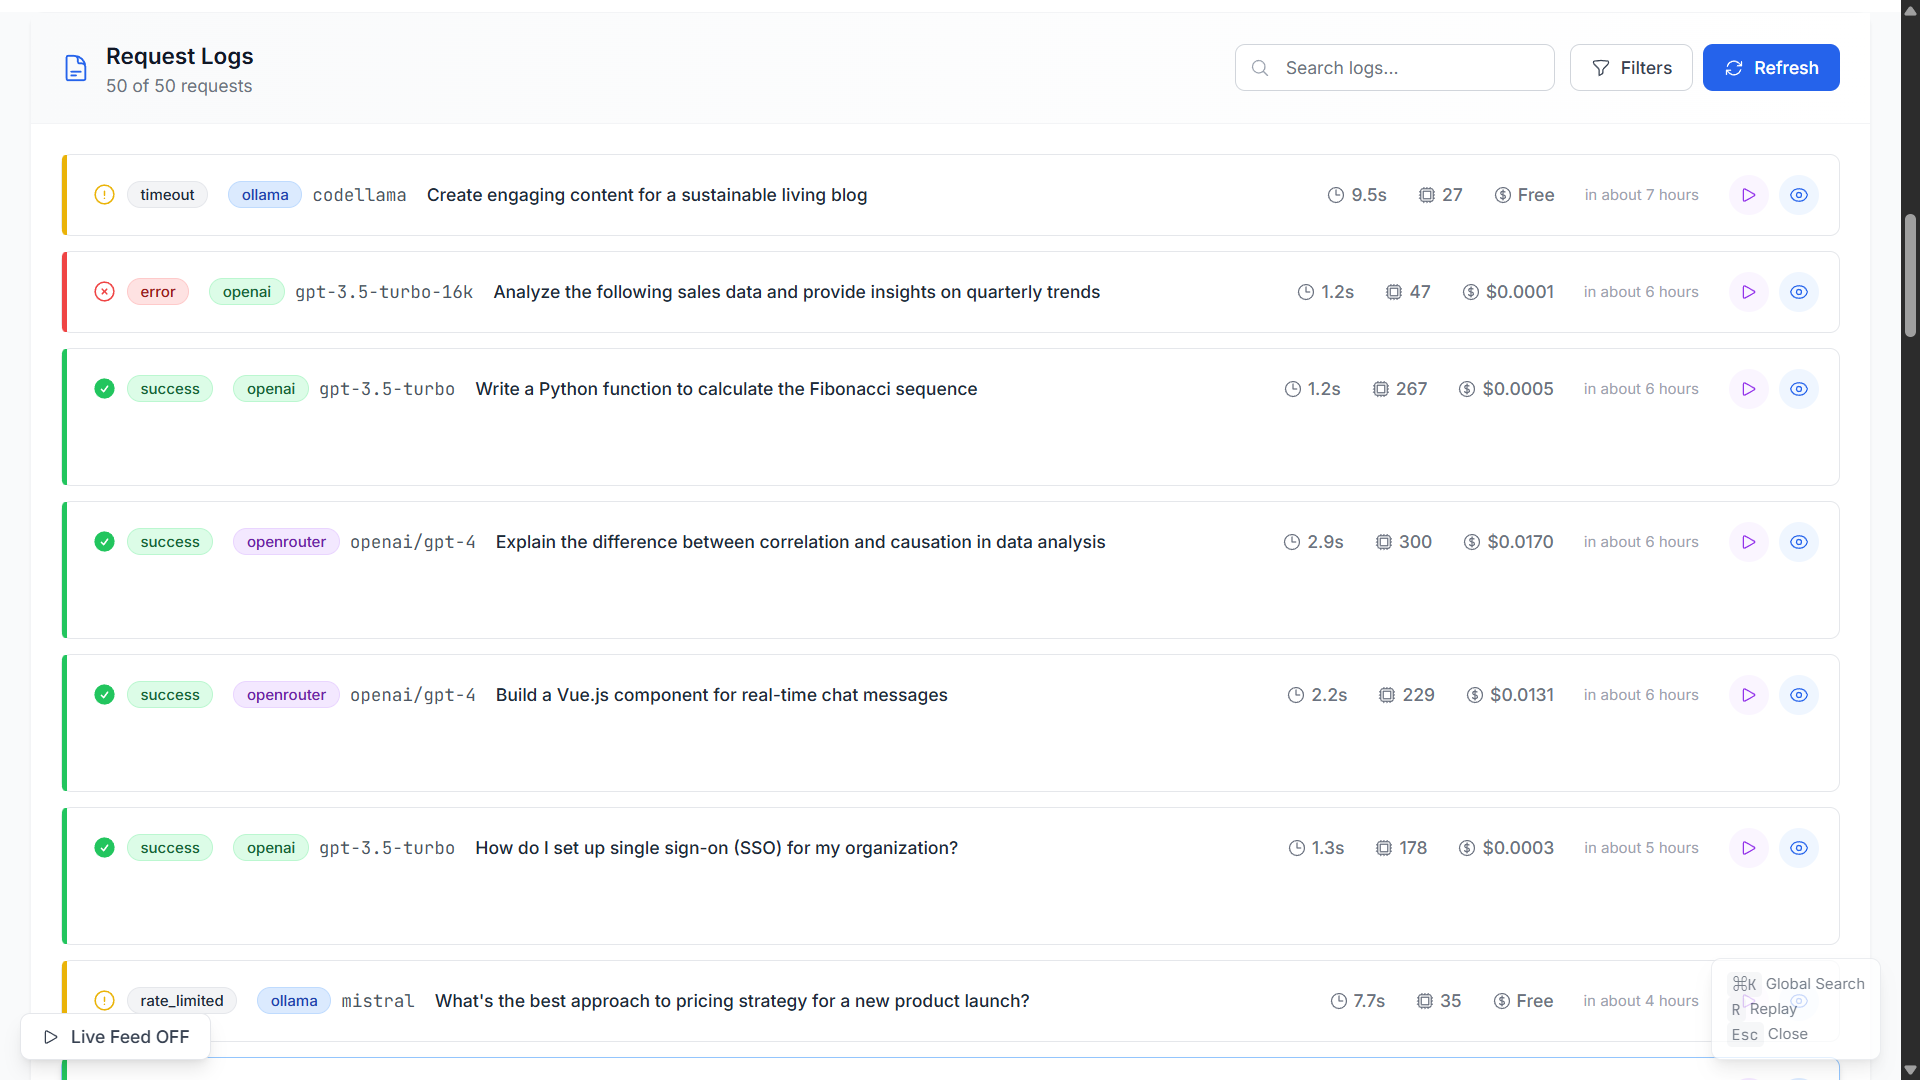 Request Logs
50 of 50 requests
Search logs...
Filters
Refresh
timeout ollama codellama Create engaging content for a sustainable living blog 9.5s 27 Free in about 7 hours
error openai gpt-3.5-turbo-16k Analyze the following sales data and provide insights on quarterly trends 1.2s 47 $0.0001 in about 6 hours
success openai gpt-3.5-turbo Write a Python function to calculate the Fibonacci sequence 1.2s 267 $0.0005 in about 6 hours
success openrouter openai/gpt-4 Explain the difference between correlation and causation in data analysis 2.9s 300 $0.0170 in about 6 hours
success openrouter openai/gpt-4 Build a Vue.js component for real-time chat messages 2.2s 229 $0.0131 in about 6 hours
success openai gpt-3.5-turbo How do I set up single sign-on (SSO) for my organization? 1.3s 178 $0.0003 in about 5 hours
rate_limited ollama mistral What's the best approach to pricing strategy for a new product launch? 7.7s 35 Free in about 4 hours
⌘K Global Search
R Replay
Esc Close
Live Feed OFF